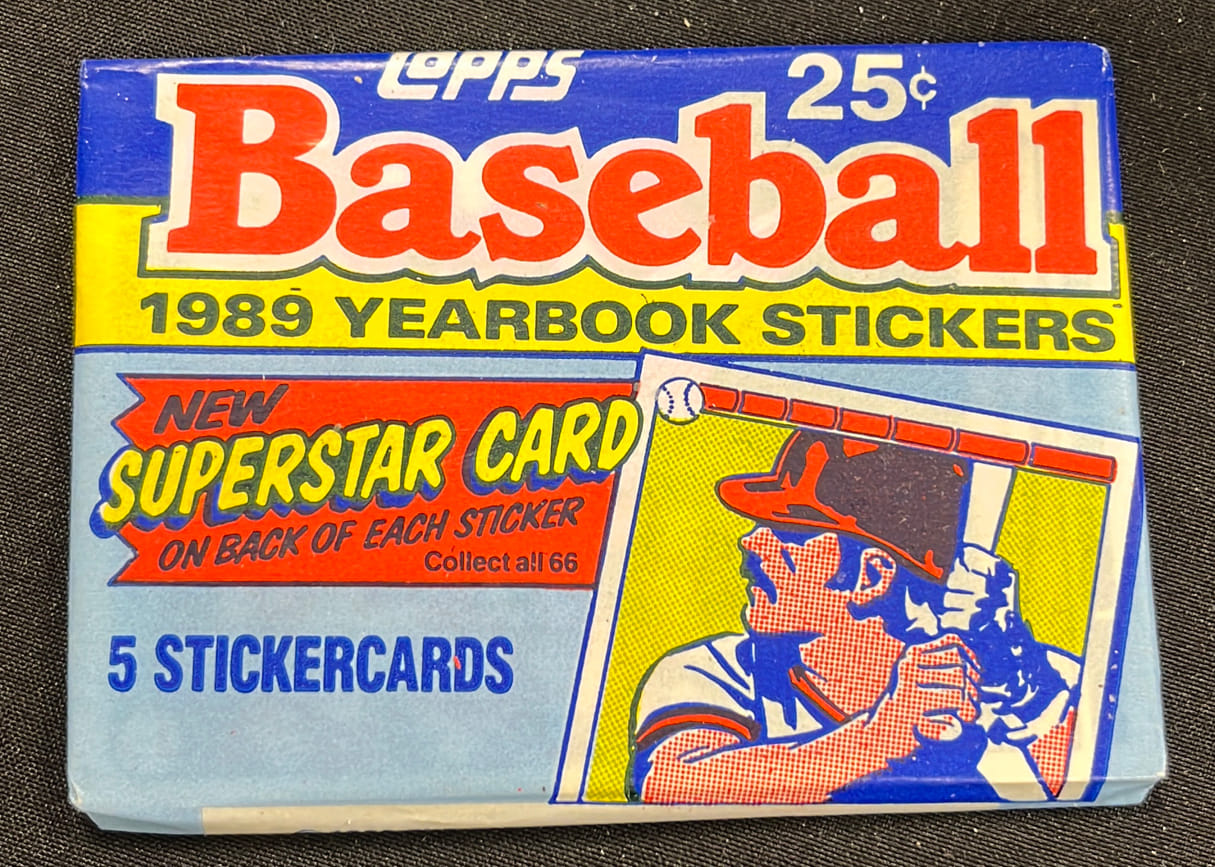 topps
25¢
Baseball
1989 YEARBOOK STICKERS
NEW
SUPERSTAR CARD
ON BACK OF EACH STICKER
Collect all 66
5 STICKERCARDS